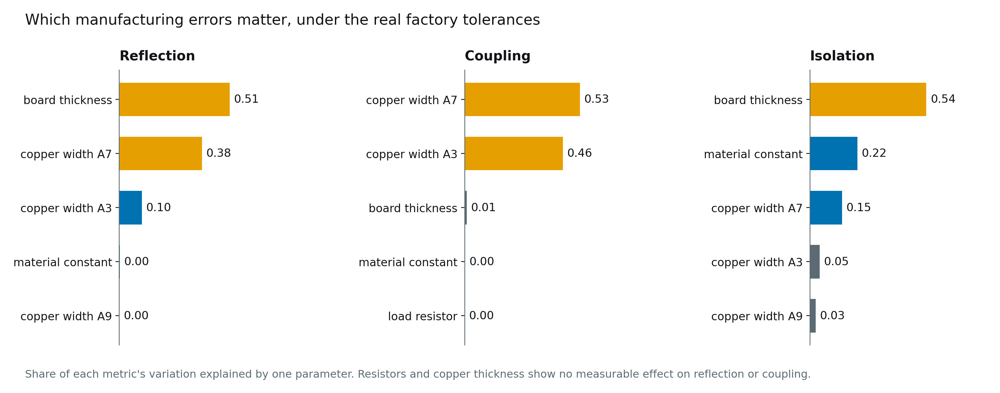 Which manufacturing errors matter, under the real factory tolerances
Reflection
board thickness 0.51
copper width A7 0.38
copper width A3 0.10
material constant 0.00
copper width A9 0.00
Coupling
copper width A7 0.53
copper width A3 0.46
board thickness 0.01
material constant 0.00
load resistor 0.00
Isolation
board thickness 0.54
material constant 0.22
copper width A7 0.15
copper width A3 0.05
copper width A9 0.03
Share of each metric's variation explained by one parameter. Resistors and copper thickness show no measurable effect on reflection or coupling.